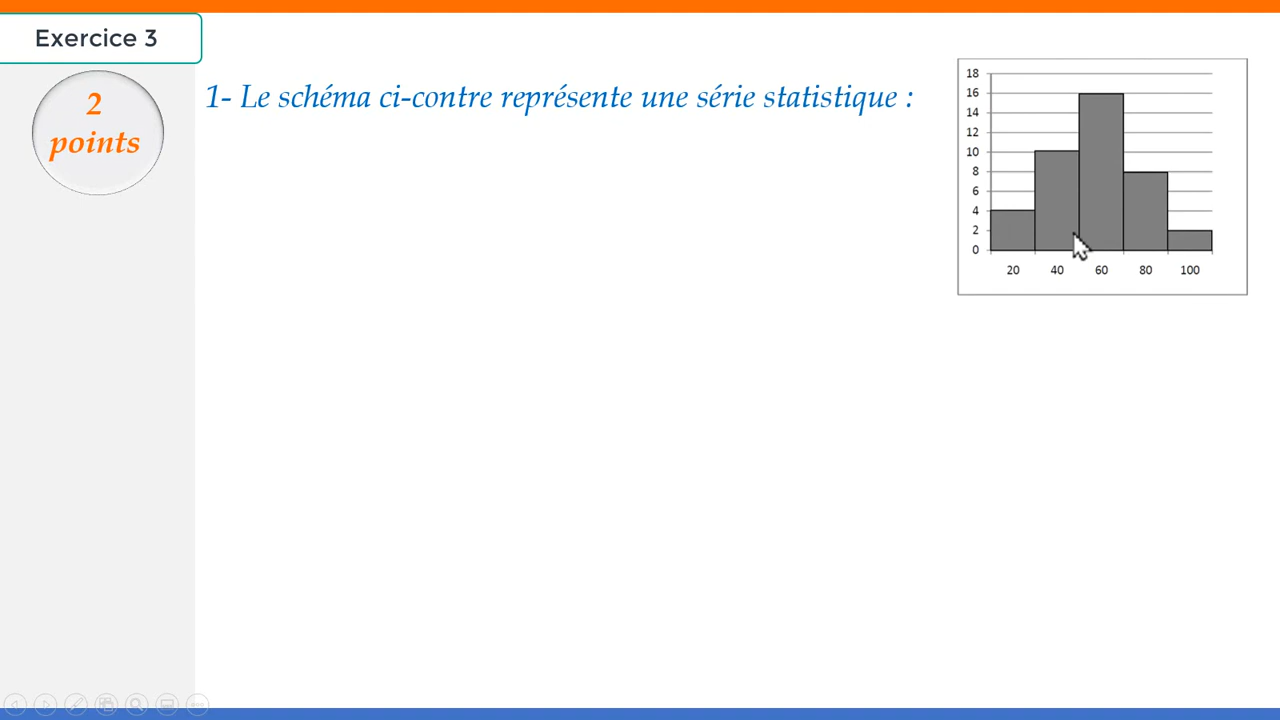 Exercice 3
2
points
1- Le schéma ci-contre représente une série statistique :
18
16
14
12
10
8
6
4
2
0
20 40 60 80 100